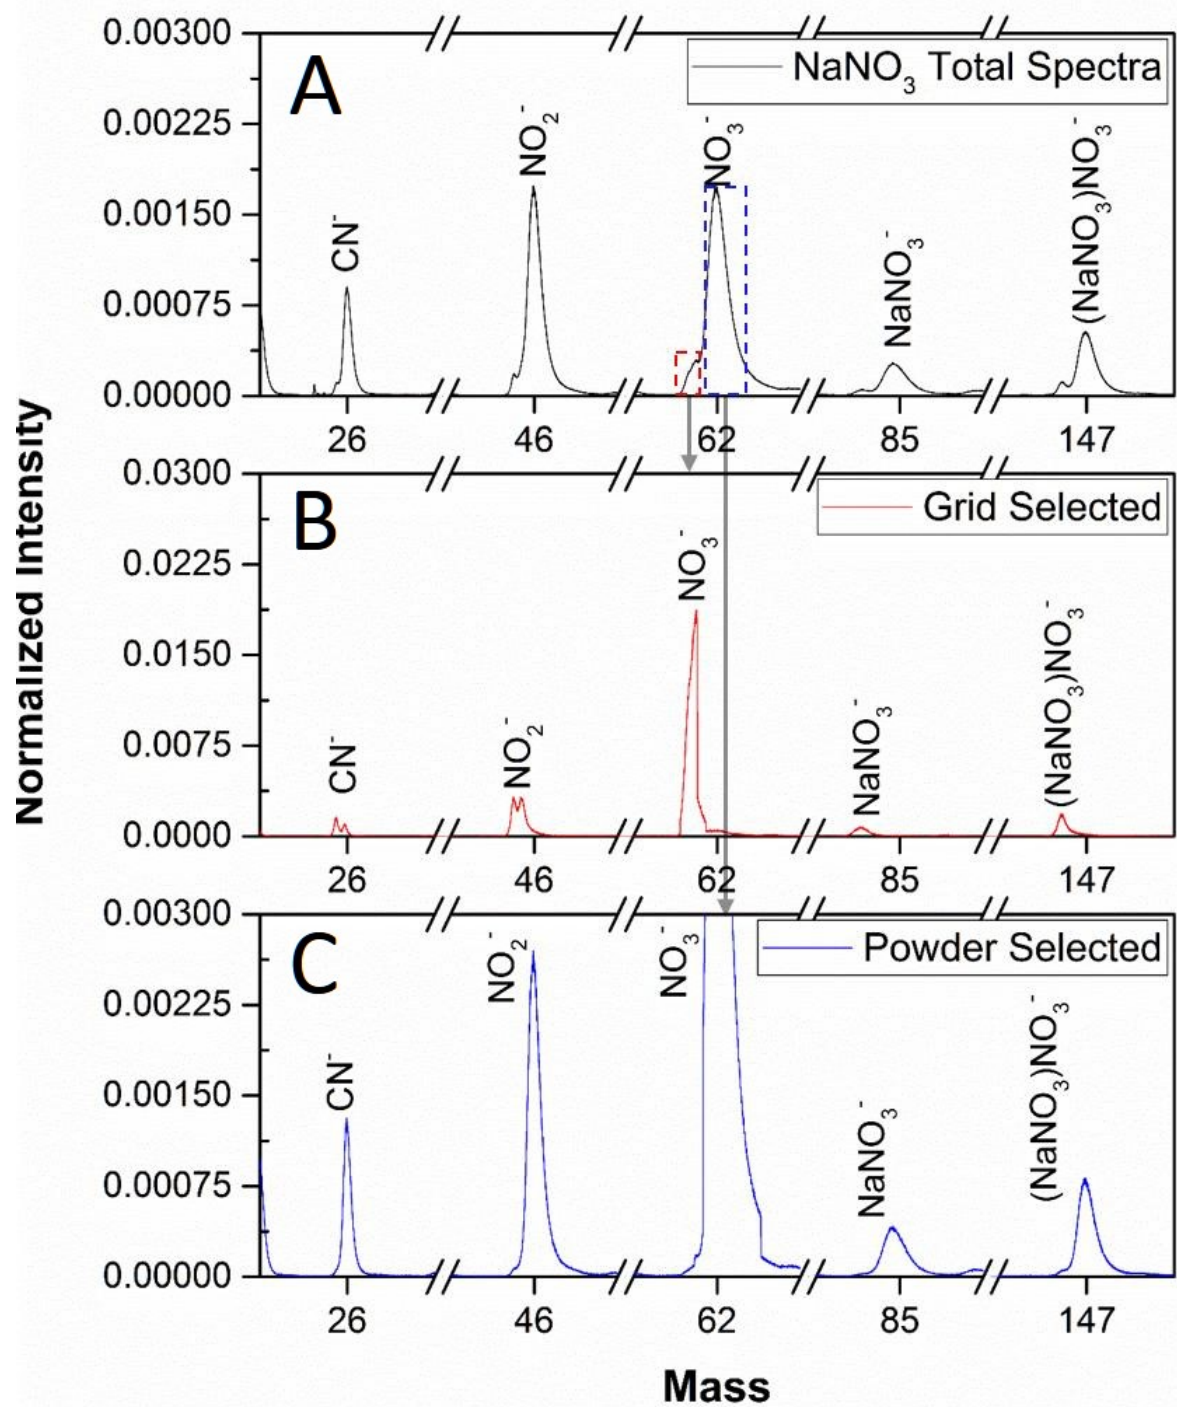 Normalized Intensity
A
NaNO₃ Total Spectra
0.00300
0.00225
0.00150
0.00075
0.00000
CN⁻
NO₂⁻
NO₃⁻
NaNO₃⁻
(NaNO₃)NO₃⁻
26 46 62 85 147
B
Grid Selected
0.0300
0.0225
0.0150
0.0075
0.0000
CN⁻
NO₂⁻
NO₃⁻
NaNO₃⁻
(NaNO₃)NO₃⁻
26 46 62 85 147
C
Powder Selected
0.00300
0.00225
0.00150
0.00075
0.00000
CN⁻
NO₂⁻
NO₃⁻
NaNO₃⁻
(NaNO₃)NO₃⁻
26 46 62 85 147
Mass